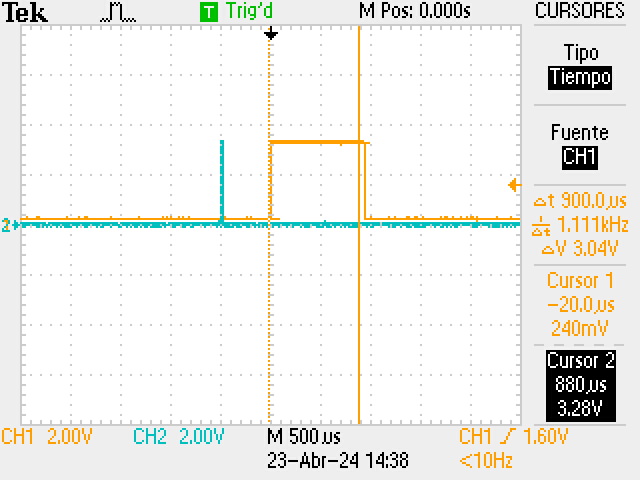 Tek
T Trig'd
M Pos: 0.000s
CURSORES
Tipo
Tiempo
Fuente
CH1
Δt 900.0µs
1/Δt 1.111kHz
ΔV 3.04V
Cursor 1
-20.0µs
240mV
Cursor 2
880µs
3.28V
2
CH1 2.00V
CH2 2.00V
M 500µs
CH1 1.60V
23-Abr-24 14:38
<10Hz